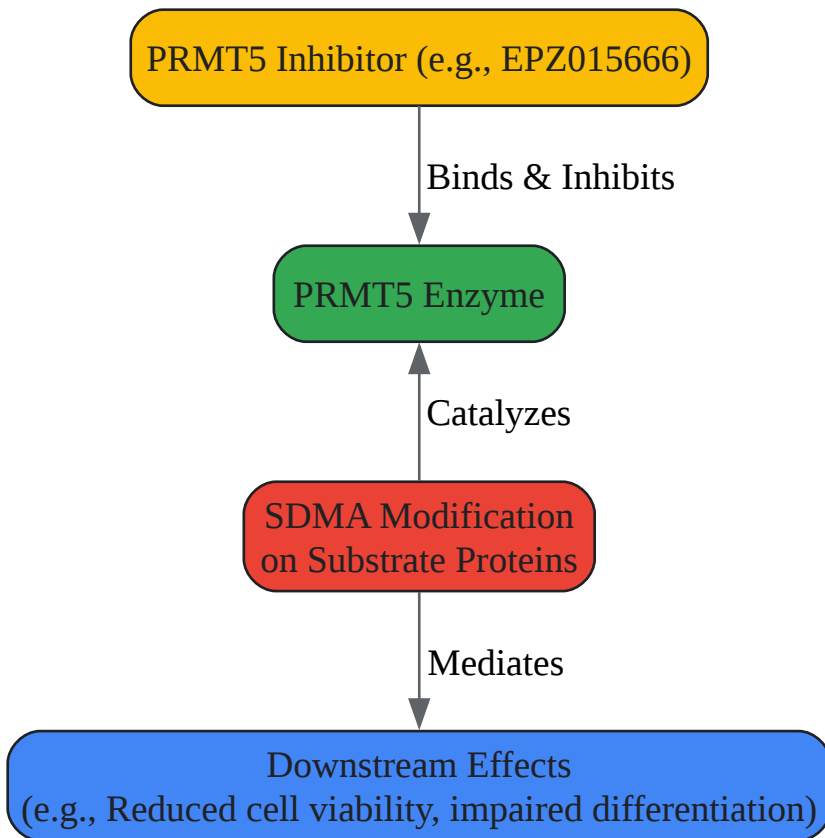 PRMT5 Inhibitor (e.g., EPZ015666)
Binds & Inhibits
PRMT5 Enzyme
Catalyzes
SDMA Modification
on Substrate Proteins
Mediates
Downstream Effects
(e.g., Reduced cell viability, impaired differentiation)